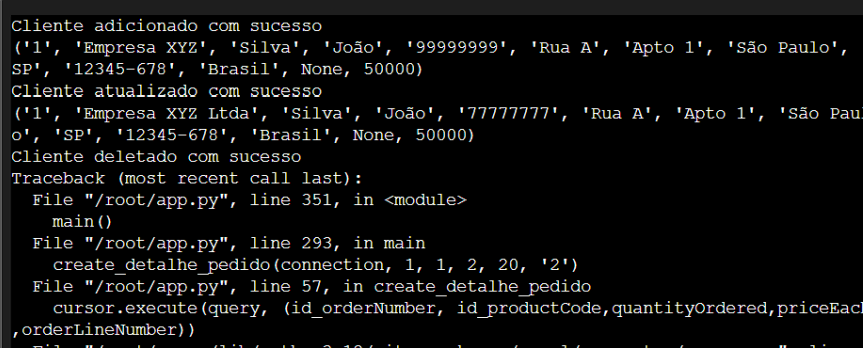 Cliente adicionado com sucesso
('1', 'Empresa XYZ', 'Silva', 'João', '99999999', 'Rua A', 'Apto 1', 'São Paulo',
SP', '12345-678', 'Brasil', None, 50000)
Cliente atualizado com sucesso
('1', 'Empresa XYZ Ltda', 'Silva', 'João', '77777777', 'Rua A', 'Apto 1', 'São Paul
o', 'SP', '12345-678', 'Brasil', None, 50000)
Cliente deletado com sucesso
Traceback (most recent call last):
  File "/root/app.py", line 351, in <module>
    main()
  File "/root/app.py", line 293, in main
    create_detalhe_pedido(connection, 1, 1, 2, 20, '2')
  File "/root/app.py", line 57, in create_detalhe_pedido
    cursor.execute(query, (id_orderNumber, id_productCode,quantityOrdered,priceEach
,orderLineNumber))